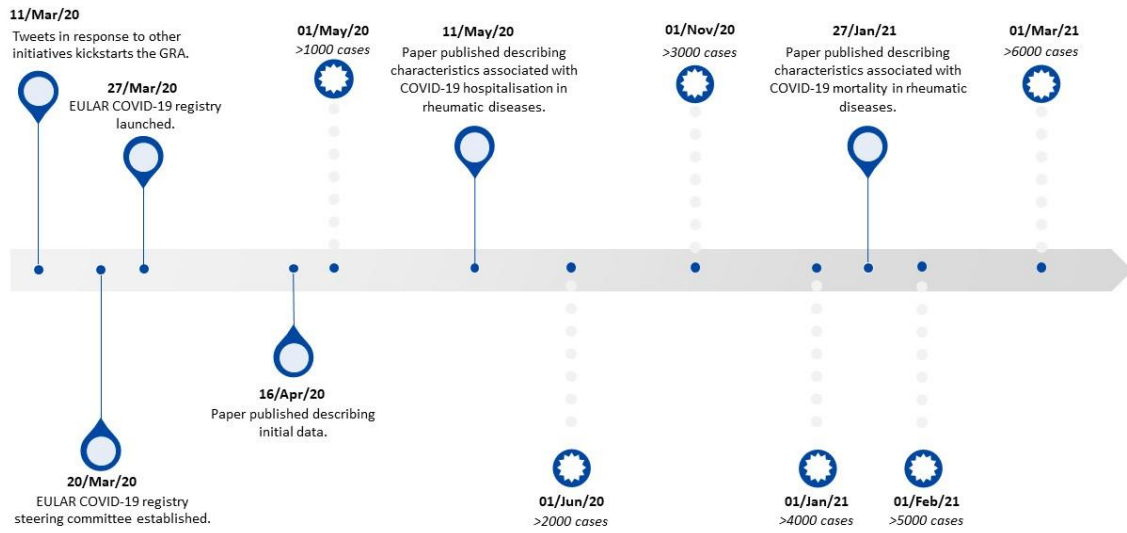 11/Mar/20
Tweets in response to other
initiatives kickstarts the GRA.
27/Mar/20
EULAR COVID-19 registry
launched.
01/May/20
>1000 cases
11/May/20
Paper published describing
characteristics associated with
COVID-19 hospitalisation in
rheumatic diseases.
01/Nov/20
>3000 cases
27/Jan/21
Paper published describing
characteristics associated with
COVID-19 mortality in rheumatic
diseases.
01/Mar/21
>6000 cases
20/Mar/20
EULAR COVID-19 registry
steering committee established.
16/Apr/20
Paper published describing
initial data.
01/Jun/20
>2000 cases
01/Jan/21
>4000 cases
01/Feb/21
>5000 cases